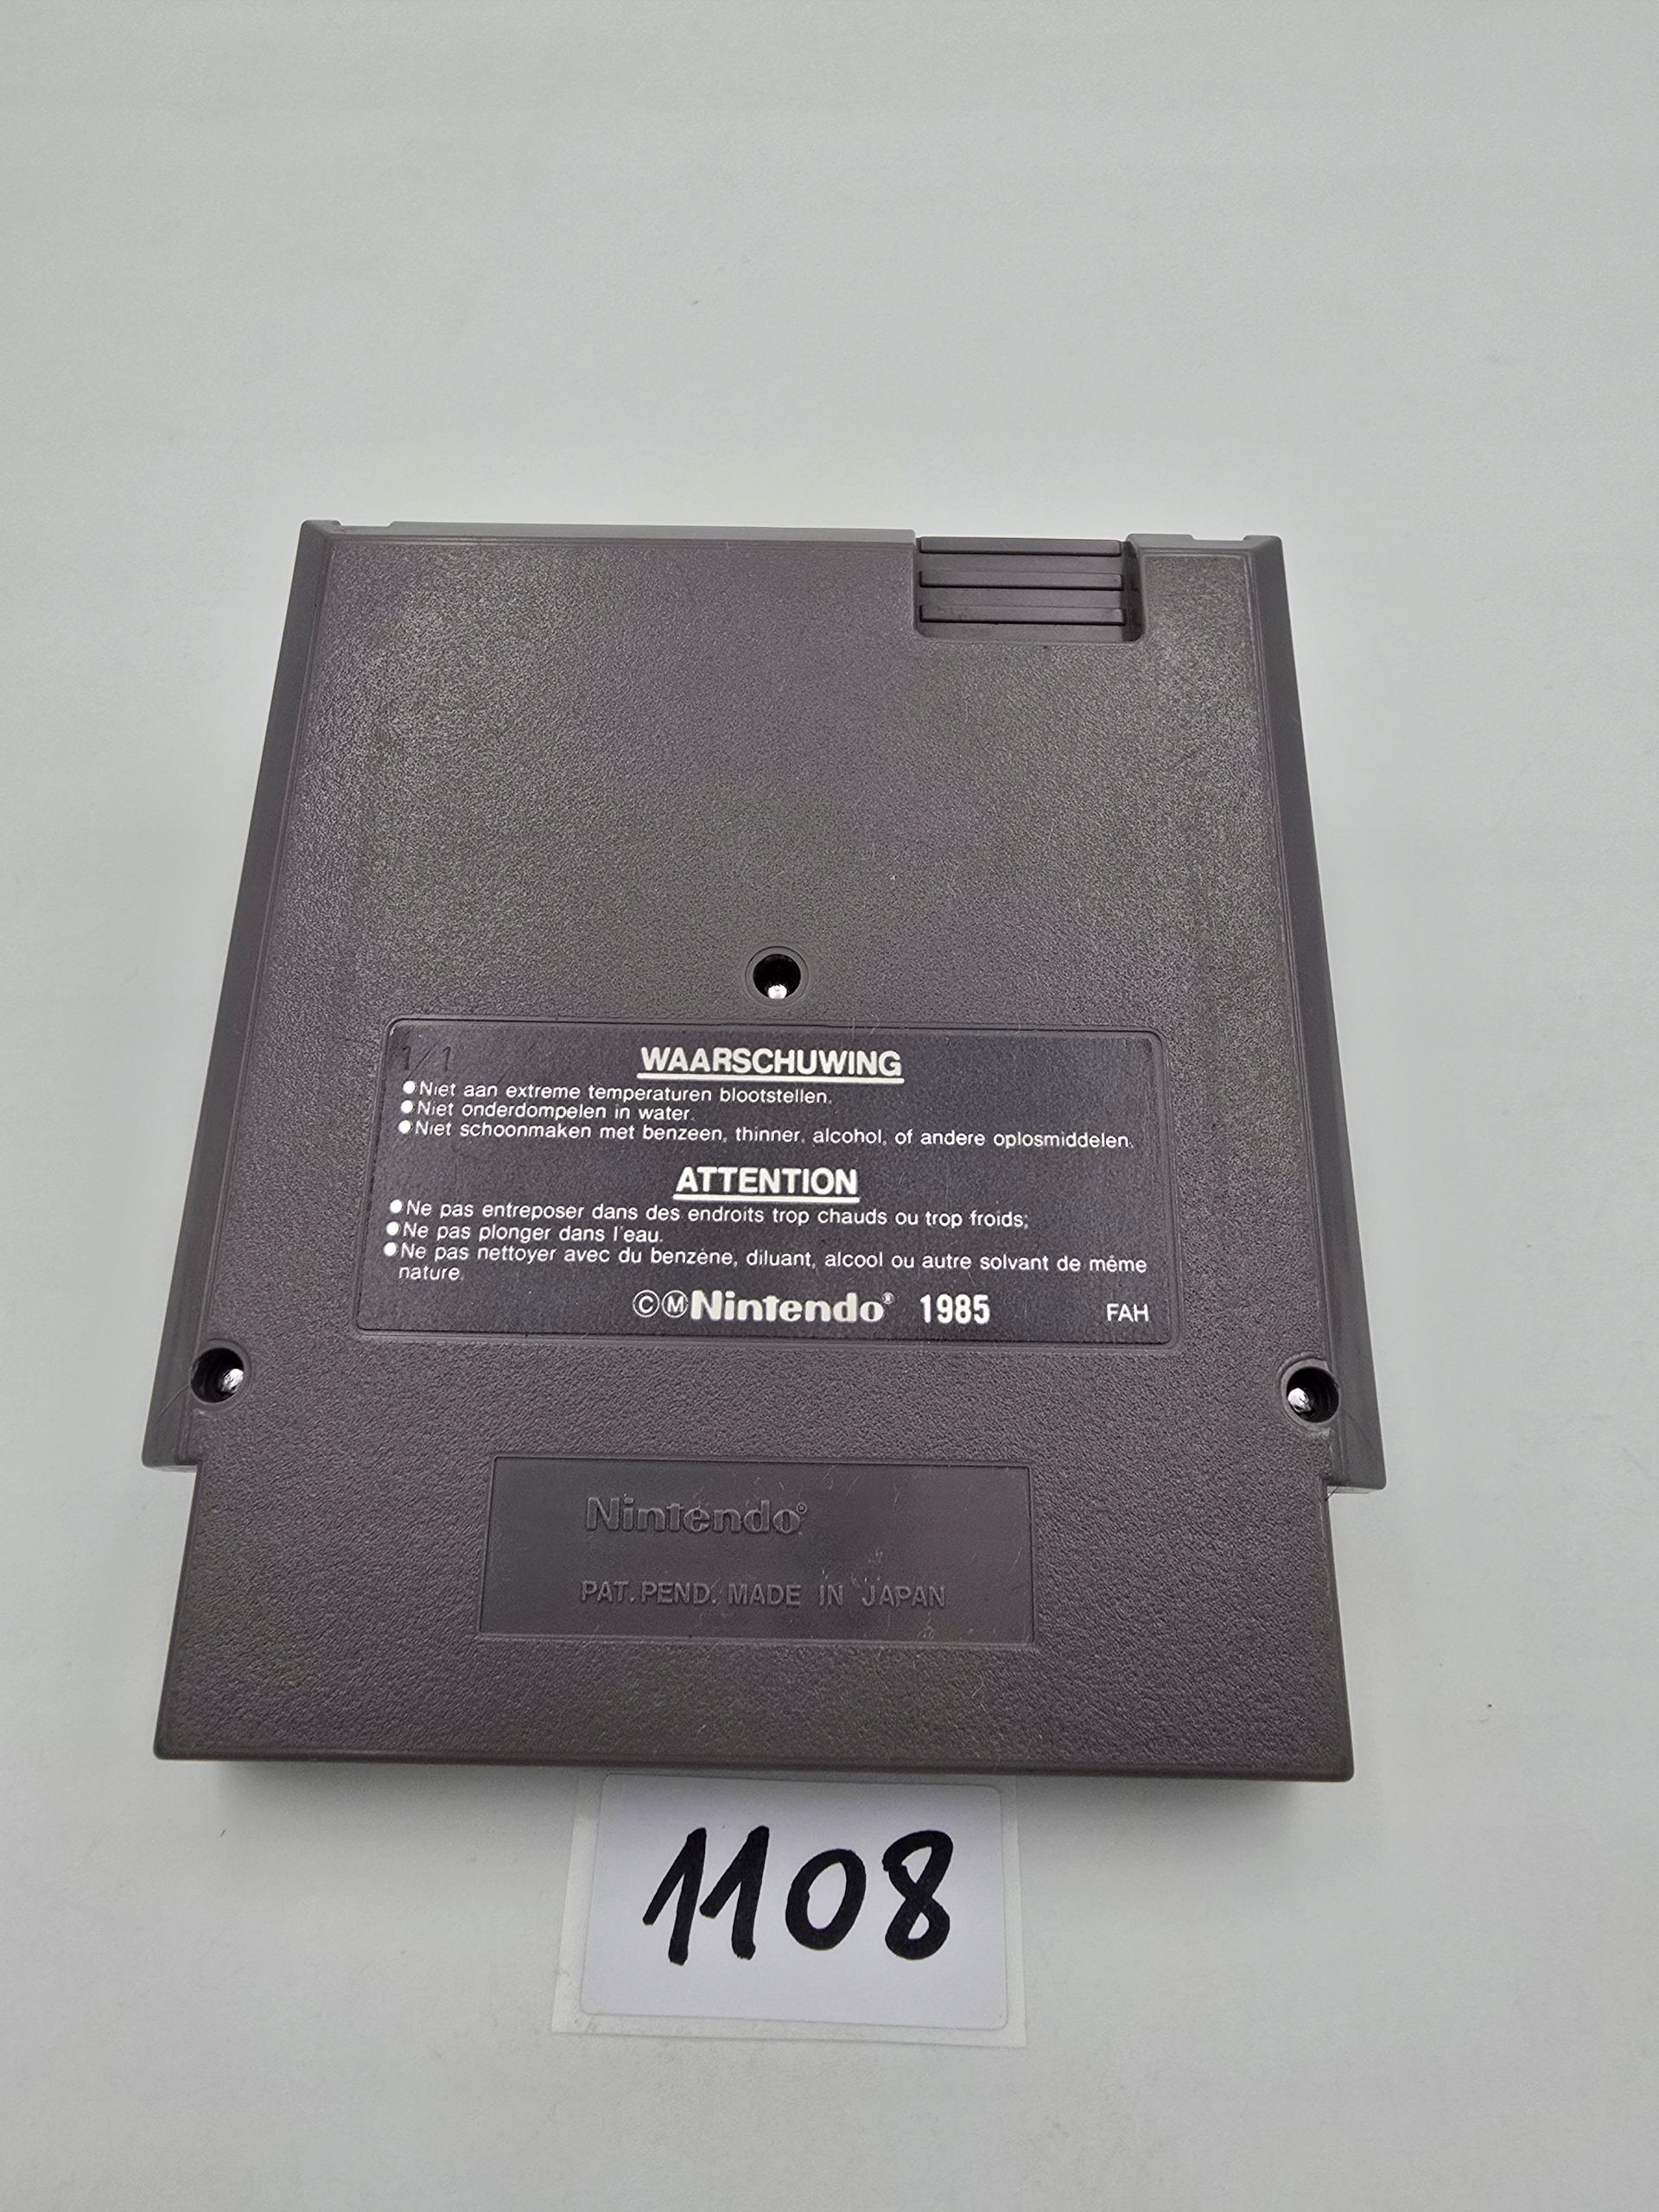 1/1
WAARSCHUWING
●Niet aan extreme temperaturen blootstellen.
●Niet onderdompelen in water.
●Niet schoonmaken met benzeen, thinner, alcohol, of andere oplosmiddelen.
ATTENTION
●Ne pas entreposer dans des endroits trop chauds ou trop froids;
●Ne pas plonger dans l'eau.
●Ne pas nettoyer avec du benzène, diluant, alcool ou autre solvant de même
nature.
©ⓂNintendo® 1985 FAH
Nintendo®
PAT. PEND. MADE IN JAPAN
1108